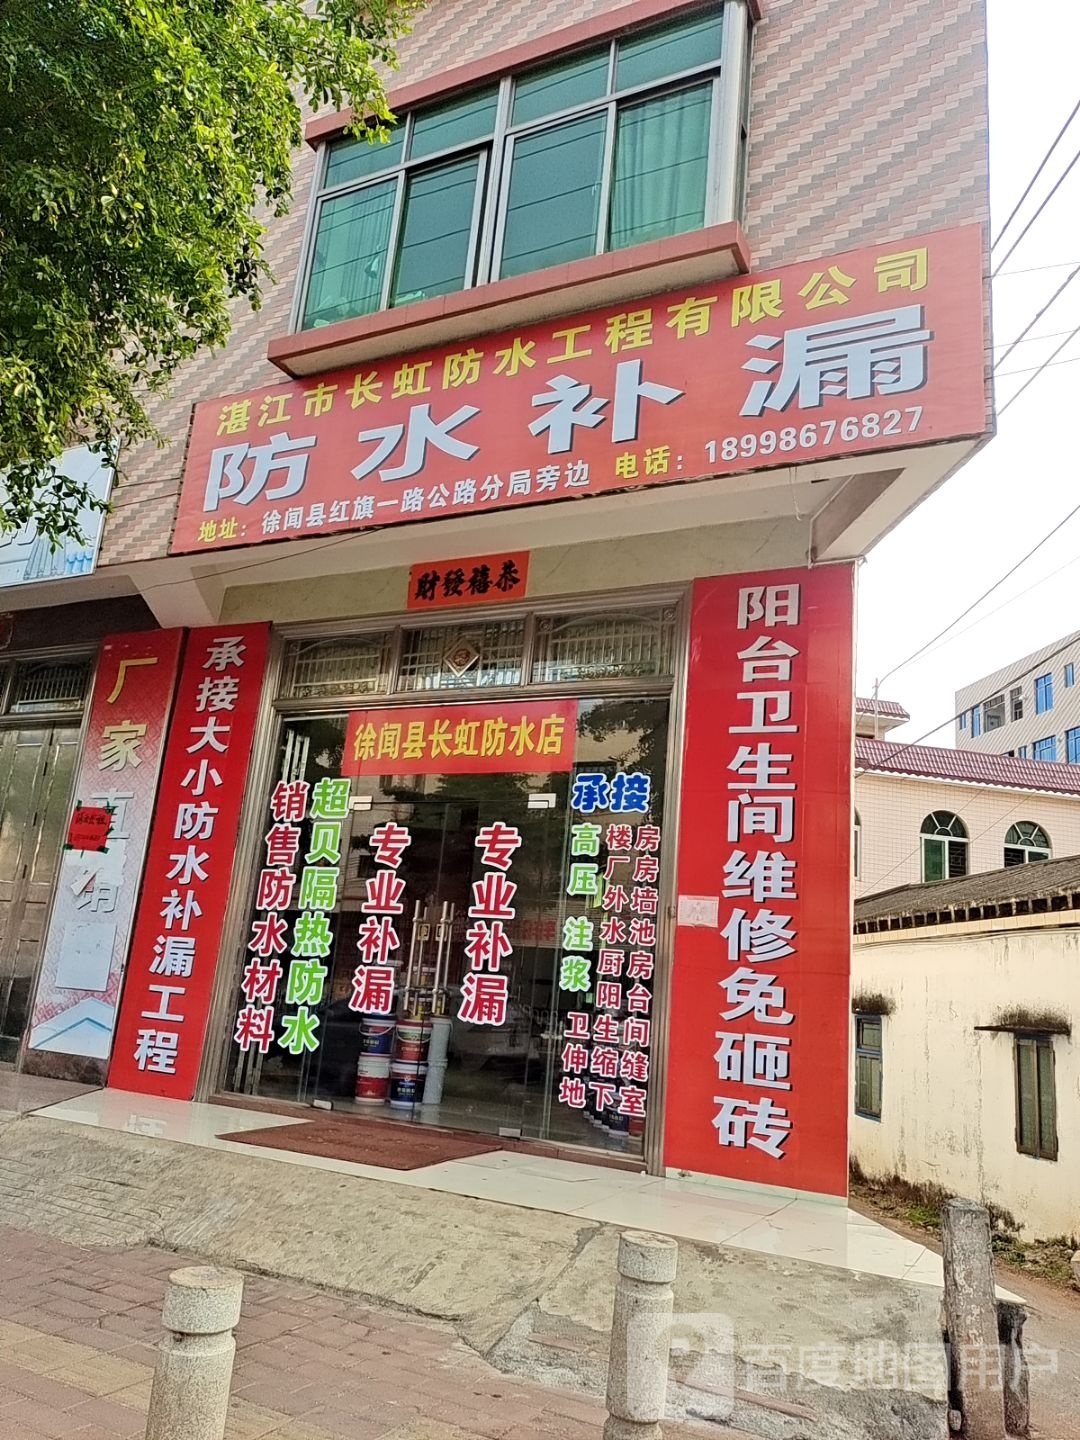 湛江市长虹防水工程有限公司
防水补漏
地址：徐闻县红旗一路公路分局旁边 电话：18998676827
恭禧發財
厂家直销
承接大小防水补漏工程
徐闻县长虹防水店
超贝隔热防水
销售防水材料
专业补漏
专业补漏
承接
高压注浆
楼房
厂房
外墙
水池
厨房
卫阳台
生间
伸缩缝
地下室
阳台卫生间维修免砸砖
百度地图用户